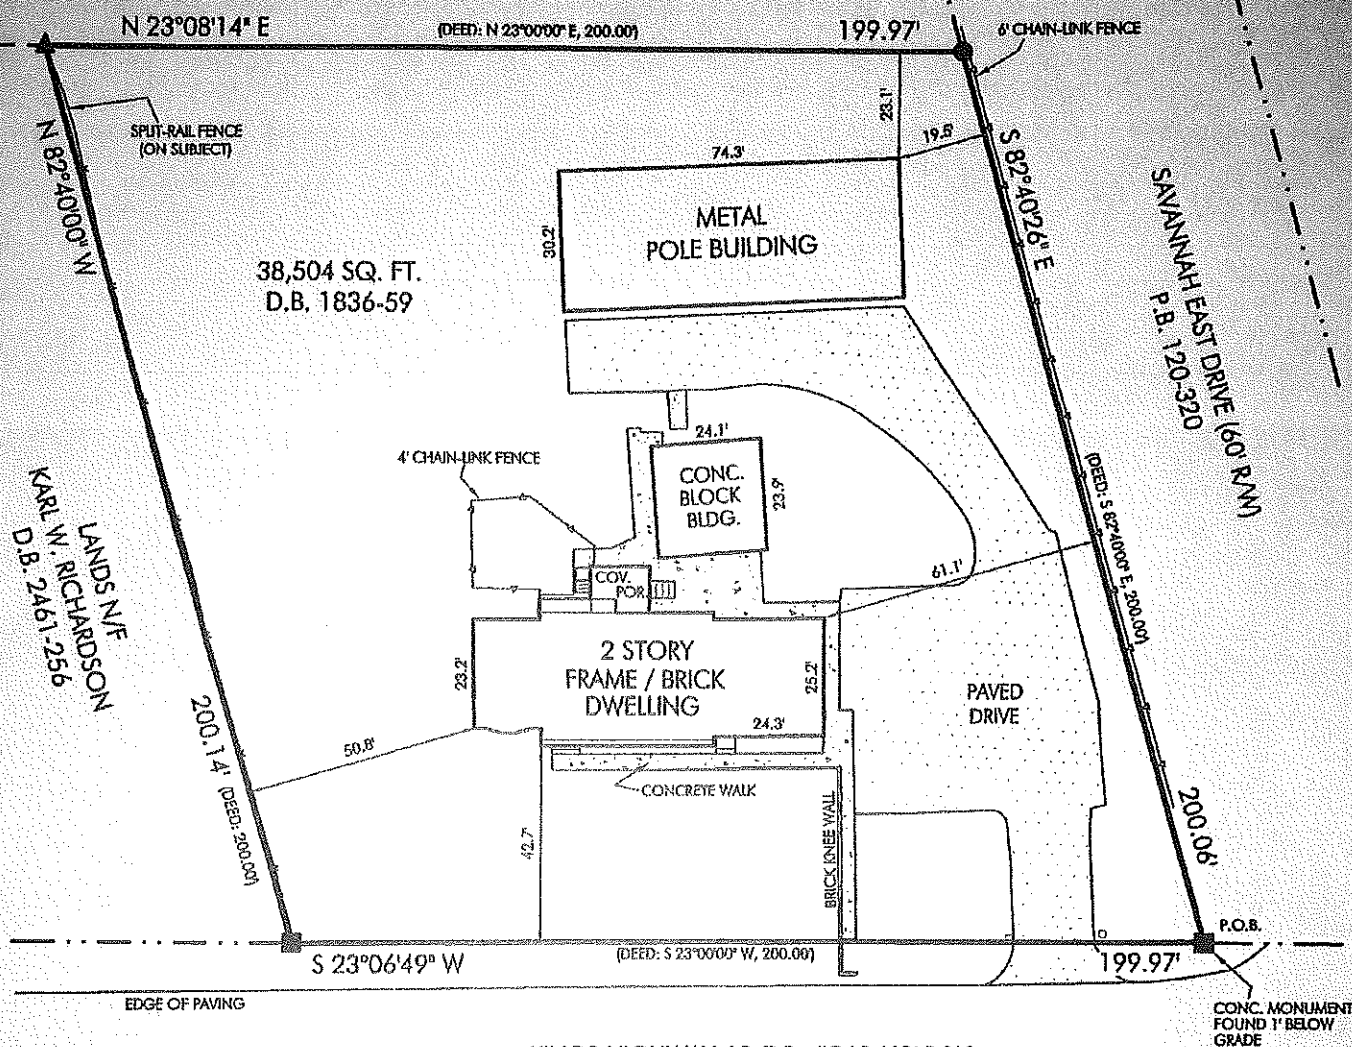 N 23°08'14" E
(DEED: N 23°00'00" E, 200.00')
199.97'
6' CHAIN-LINK FENCE
SPLIT-RAIL FENCE
(ON SUBJECT)
N 82°40'00" W
23.1'
19.5'
74.3'
30.2'
METAL
POLE BUILDING
S 82°40'26" E
SAVANNAH EAST DRIVE (60' R/W)
P.B. 120-320
38,504 SQ. FT.
D.B. 1836-59
4' CHAIN-LINK FENCE
24.1'
CONC.
BLOCK
BLDG.
23.9'
(DEED: S 82°40'00" E, 200.00')
61.1'
LANDS N/F
KARL W. RICHARDSON
D.B. 2461-256
COV.
POR.
23.2'
2 STORY
FRAME / BRICK
DWELLING
25.2'
24.3'
PAVED
DRIVE
200.14' (DEED: 200.00')
50.8'
CONCRETE WALK
42.7'
BRICK KNEE WALL
200.06'
P.O.B.
S 23°06'49" W
(DEED: S 23°00'00" W, 200.00')
199.97'
EDGE OF PAVING
CONC. MONUMENT
FOUND 1' BELOW
GRADE